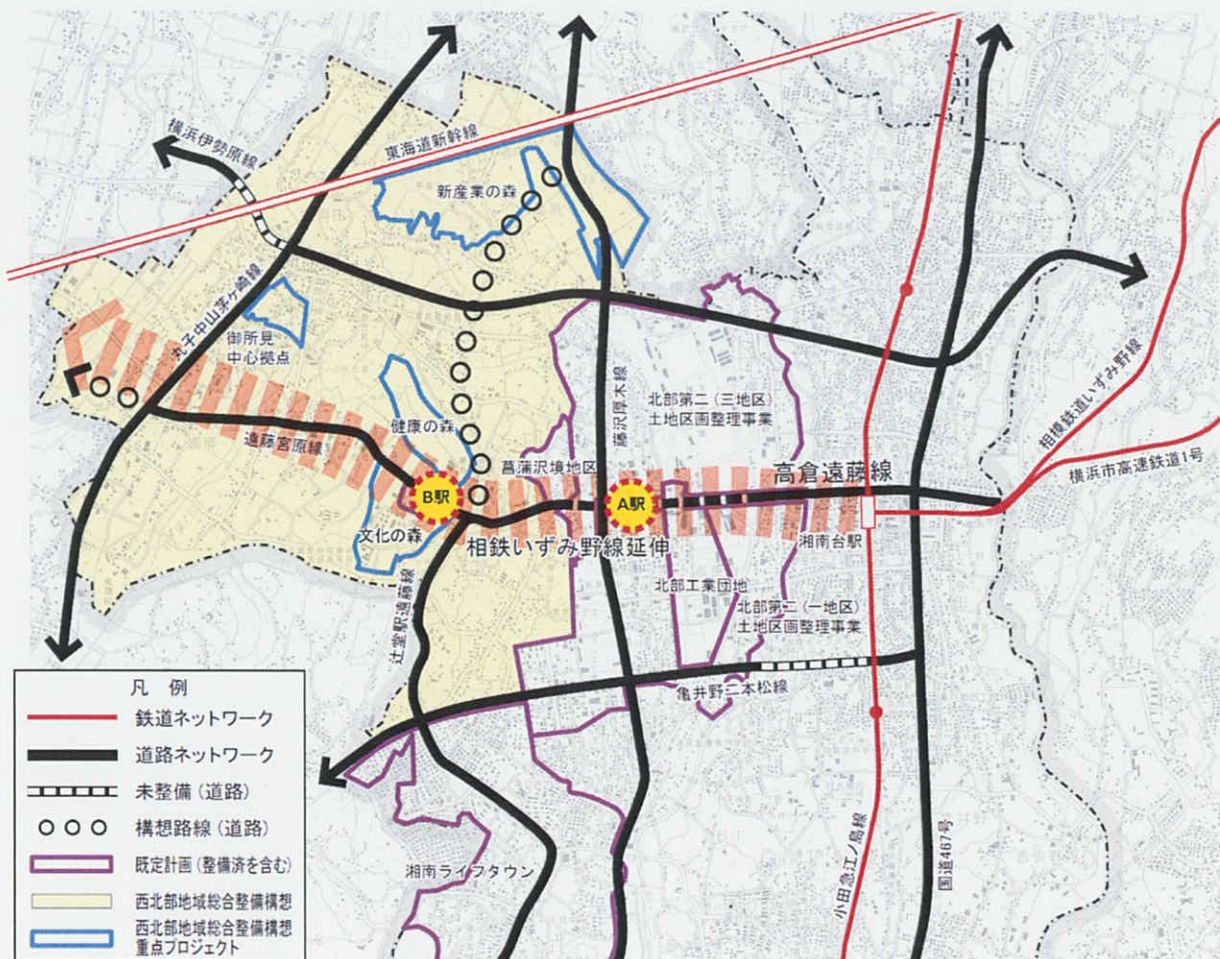 横浜伊勢原線
東海道新幹線
新産業の森
丸子中山茅ヶ崎線
御所見
中心拠点
健康の森
遠藤宮原線
藤沢厚木線
北部第二(三地区)
土地区画整理事業
相模鉄道いずみ野線
横浜市高速鉄道1号
菖蒲沢境地区
高倉遠藤線
B駅
A駅
文化の森
相鉄いずみ野線延伸
湘南台駅
辻堂駅遠藤線
北部工業団地
北部第二(一地区)
土地区画整理事業
亀井野二本松線
湘南ライフタウン
小田急江ノ島線
国道467号
凡 例
鉄道ネットワーク
道路ネットワーク
未整備(道路)
構想路線(道路)
既定計画(整備済を含む)
西北部地域総合整備構想
西北部地域総合整備構想
重点プロジェクト